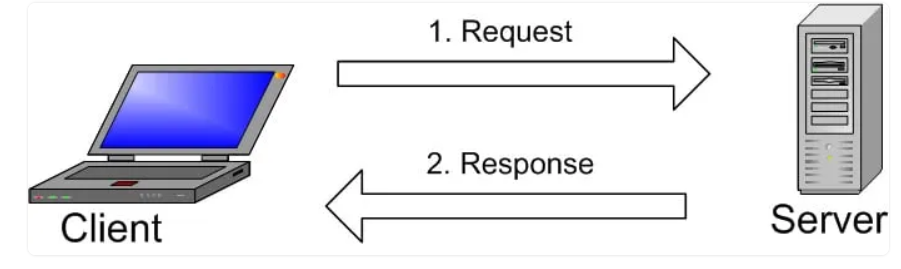 1. Request
2. Response
Client
Server